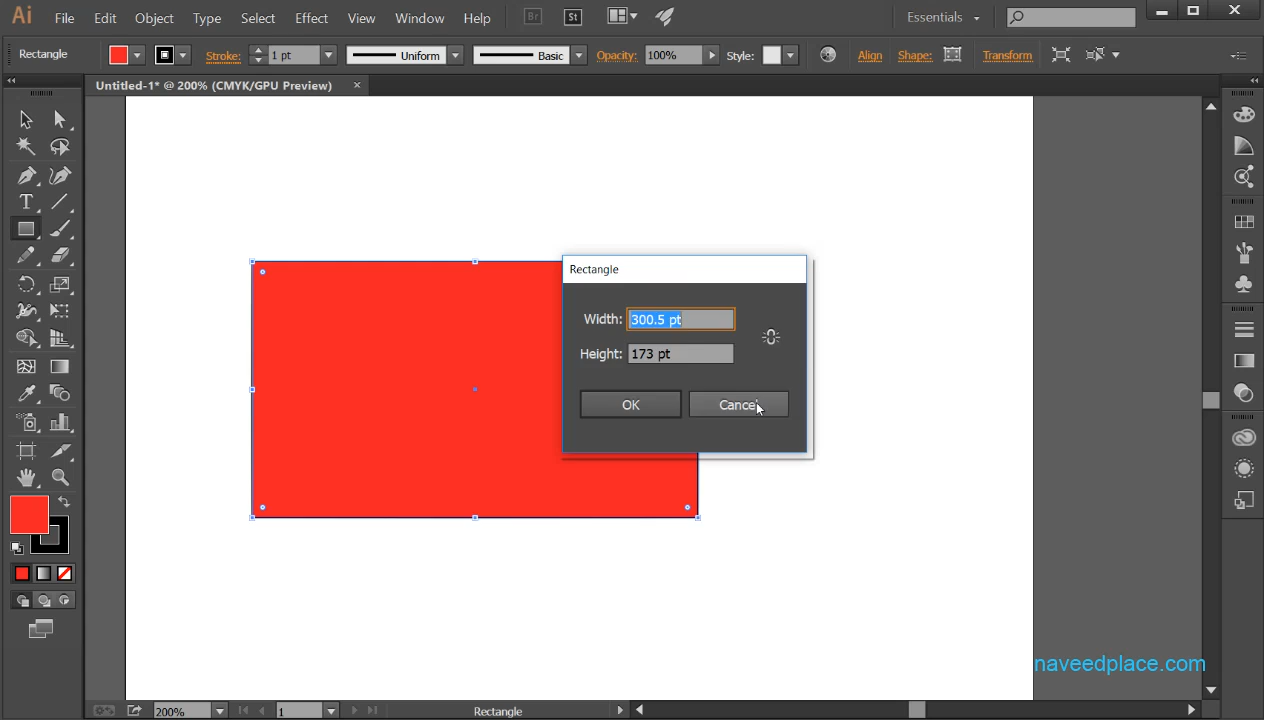 Ai File Edit Object Type Select Effect View Window Help Br St Essentials
Rectangle Stroke: 1 pt Uniform Basic Opacity: 100% Style: Align Shape: Transform
Untitled-1* @ 200% (CMYK/GPU Preview) ×
Rectangle
Width: 300.5 pt
Height: 173 pt
OK Cancel
naveedplace.com
200% 1 Rectangle